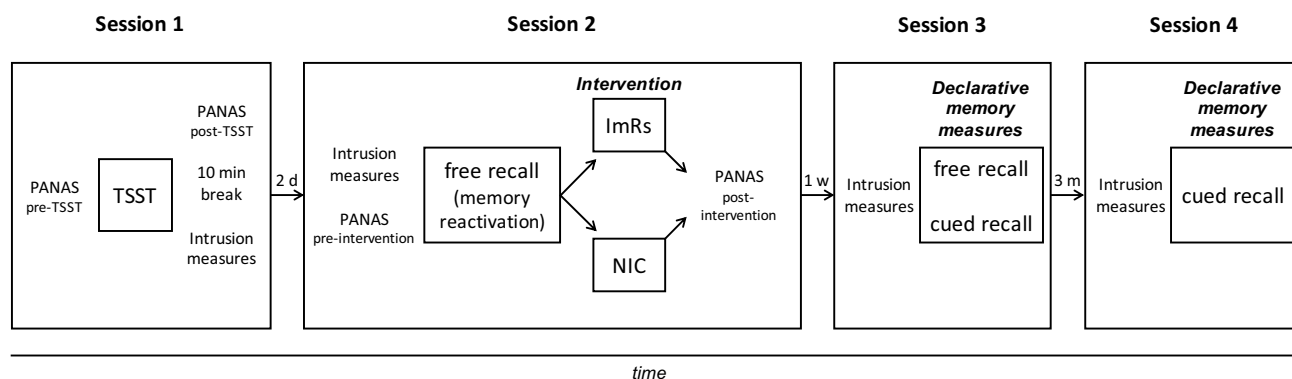 Session 1
Session 2
Session 3
Session 4
PANAS
pre-TSST
TSST
PANAS
post-TSST
10 min
break
Intrusion
measures
2 d
Intrusion
measures
PANAS
pre-intervention
free recall
(memory
reactivation)
Intervention
ImRs
NIC
PANAS
post-
intervention
1 w
Intrusion
measures
Declarative
memory
measures
free recall
cued recall
3 m
Intrusion
measures
Declarative
memory
measures
cued recall
time